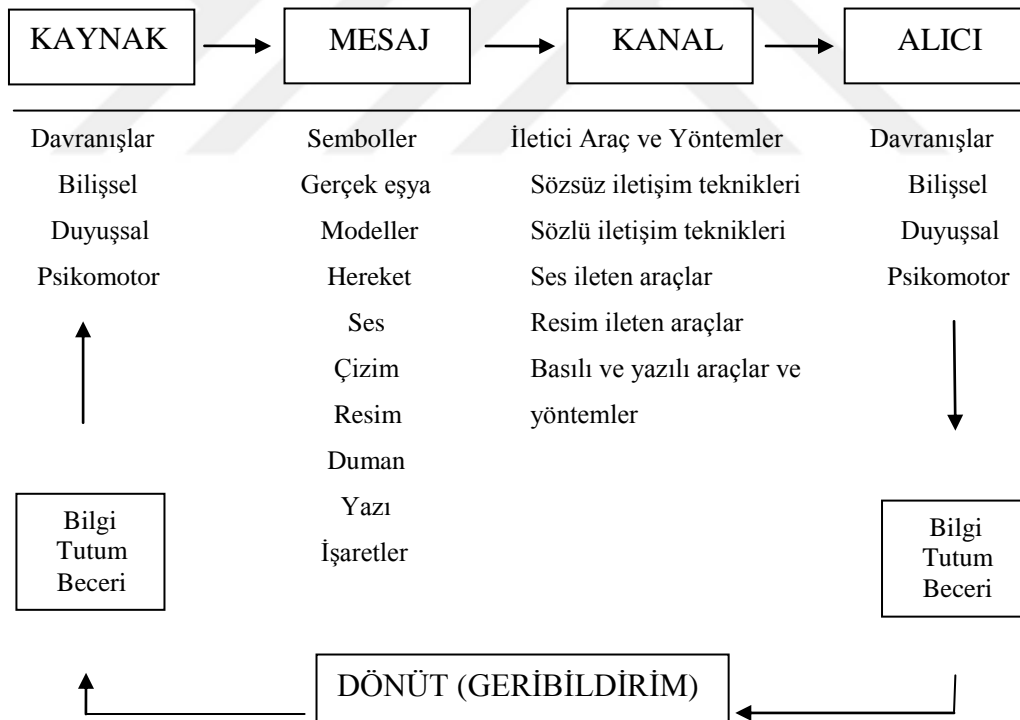 KAYNAK
MESAJ
KANAL
ALICI
Davranışlar
Bilişsel
Duyuşsal
Psikomotor
Semboller
Gerçek eşya
Modeller
Hereket
Ses
Çizim
Resim
Duman
Yazı
İşaretler
İletici Araç ve Yöntemler
Sözsüz iletişim teknikleri
Sözlü iletişim teknikleri
Ses ileten araçlar
Resim ileten araçlar
Basılı ve yazılı araçlar ve
yöntemler
Davranışlar
Bilişsel
Duyuşsal
Psikomotor
Bilgi
Tutum
Beceri
Bilgi
Tutum
Beceri
DÖNÜT (GERİBİLDİRİM)